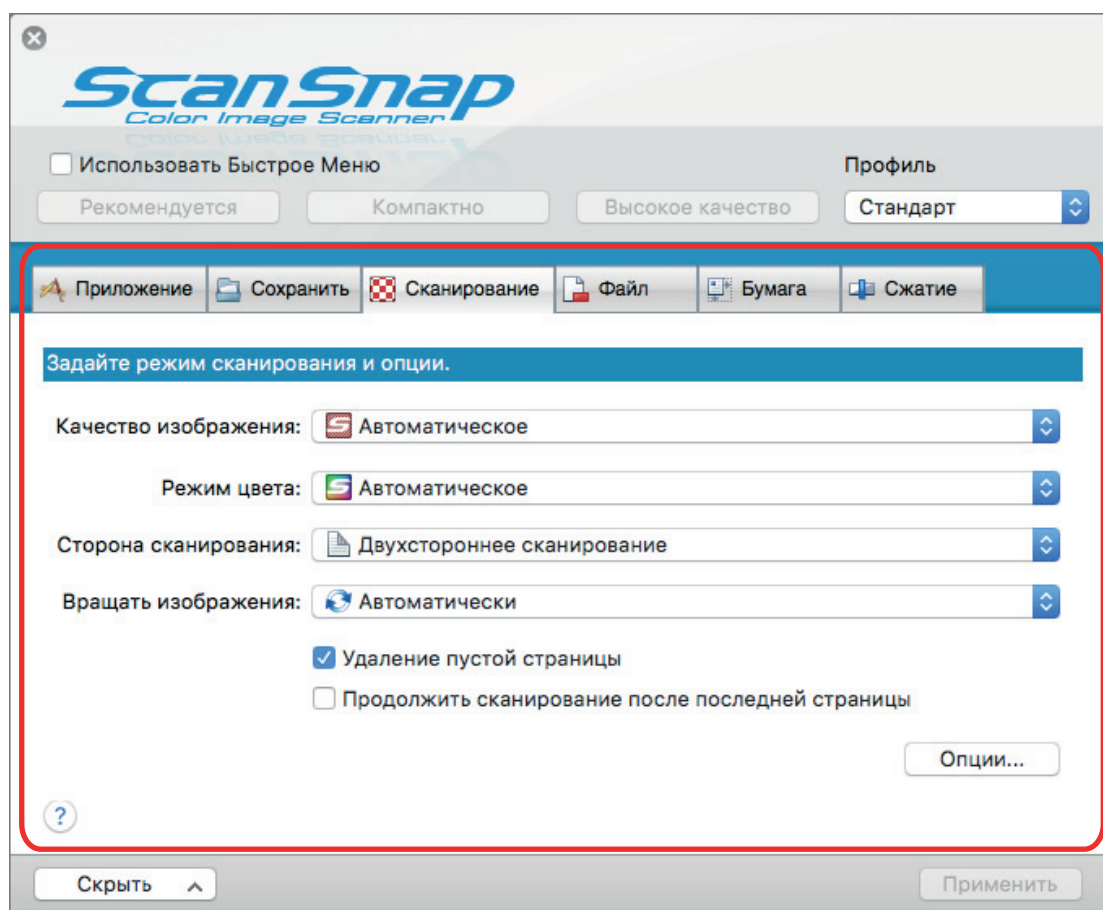 ScanSnap
Color Image Scanner
Использовать Быстрое Меню
Профиль
Рекомендуется Компактно Высокое качество Стандарт
Приложение Сохранить Сканирование Файл Бумага Сжатие
Задайте режим сканирования и опции.
Качество изображения: Автоматическое
Режим цвета: Автоматическое
Сторона сканирования: Двухстороннее сканирование
Вращать изображения: Автоматически
Удаление пустой страницы
Продолжить сканирование после последней страницы
Опции...
?
Скрыть Применить